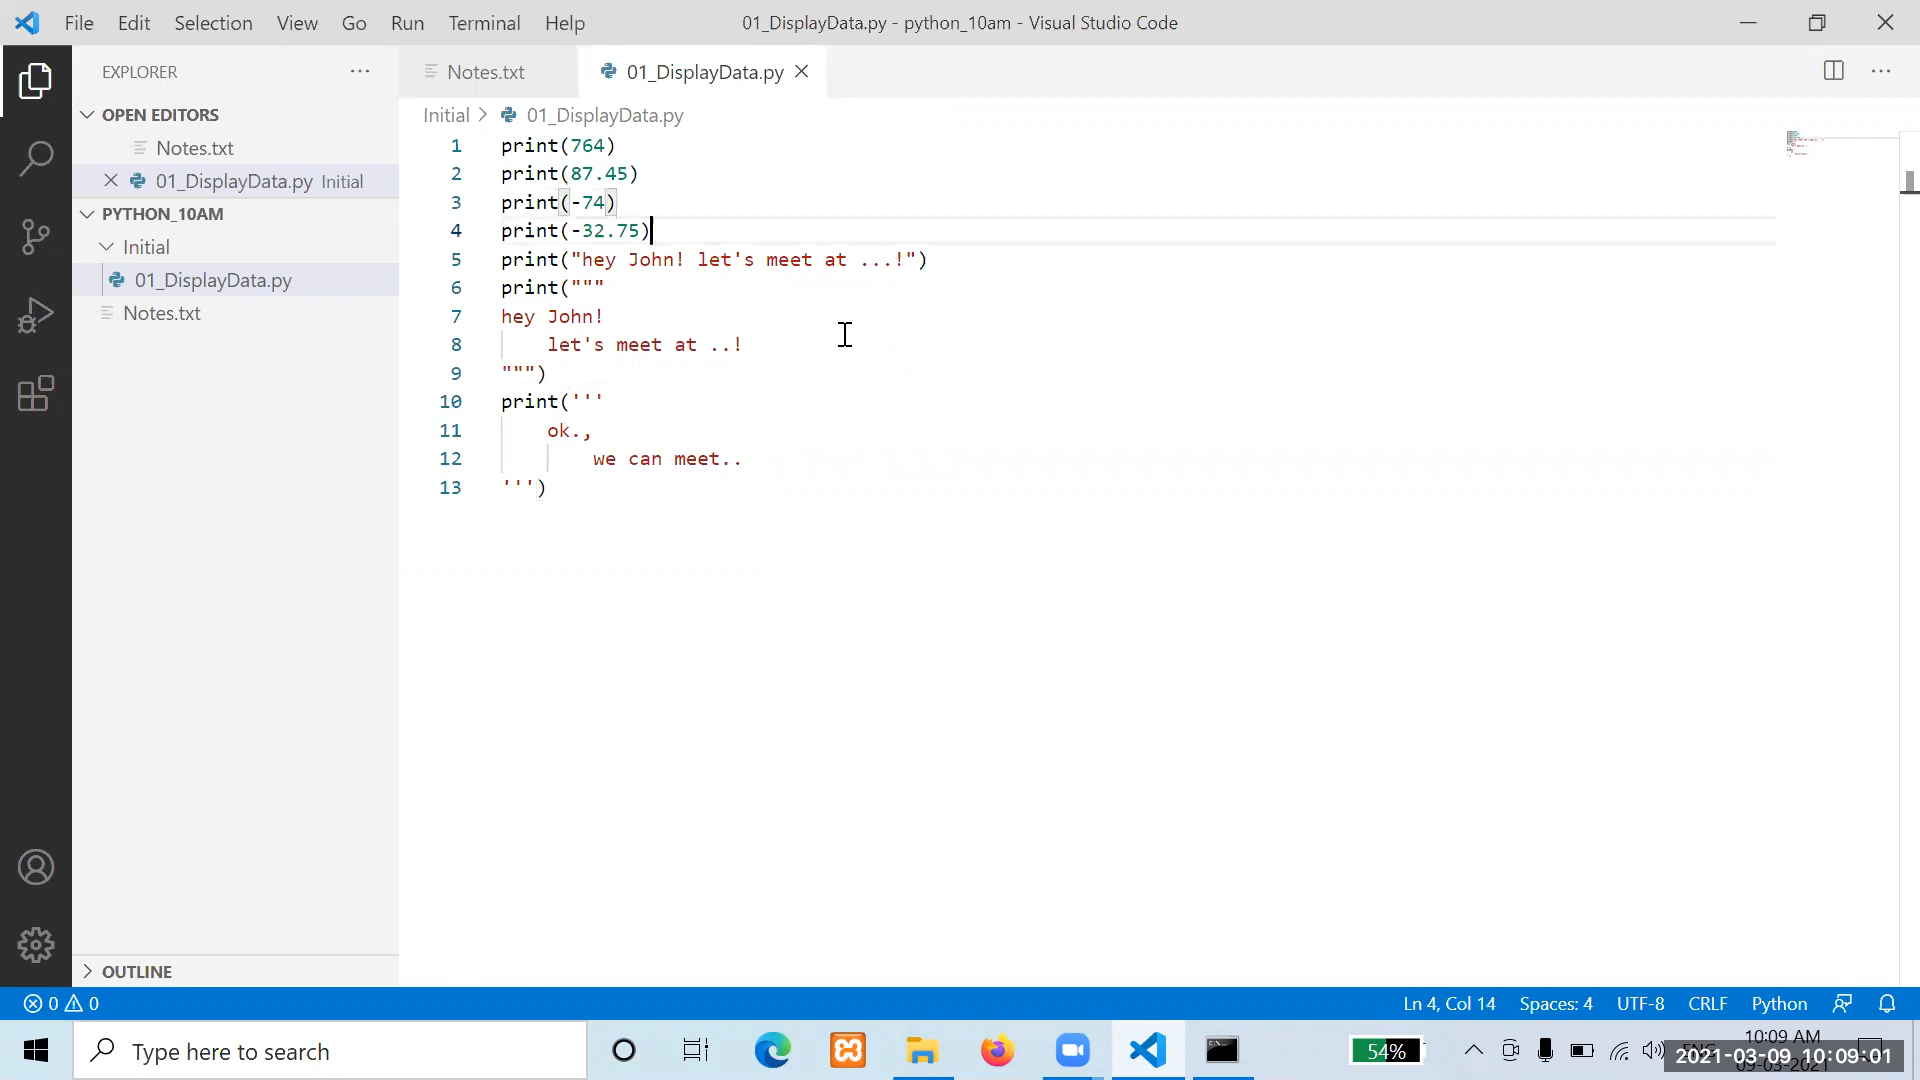 File Edit Selection View Go Run Terminal Help
01_DisplayData.py - python_10am - Visual Studio Code
EXPLORER
OPEN EDITORS
Notes.txt
01_DisplayData.py Initial
PYTHON_10AM
Initial
01_DisplayData.py
Notes.txt
OUTLINE
Notes.txt
01_DisplayData.py
Initial > 01_DisplayData.py
1 print(764)
2 print(87.45)
3 print(-74)
4 print(-32.75)
5 print("hey John! let's meet at ...!")
6 print("""
7 hey John!
8     let's meet at ..!
9 """)
10 print('''
11     ok.,
12         we can meet..
13 ''')
0 0
Ln 4, Col 14 Spaces: 4 UTF-8 CRLF Python
Type here to search
54%
10:09 AM
2021-03-09 10:09:01